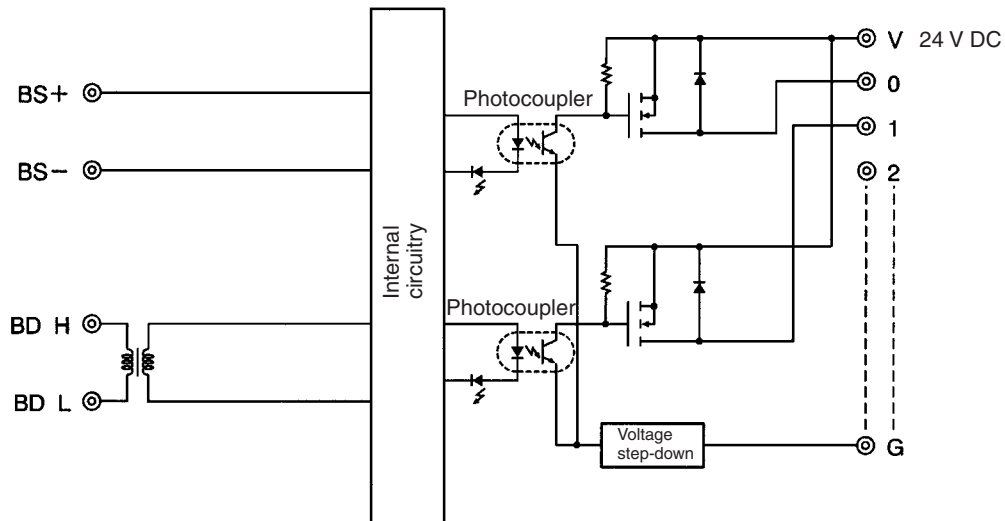 V 24 V DC
0
BS+
Photocoupler
1
BS−
2
Internal
circuitry
Photocoupler
BD H
BD L
Voltage
step-down
G